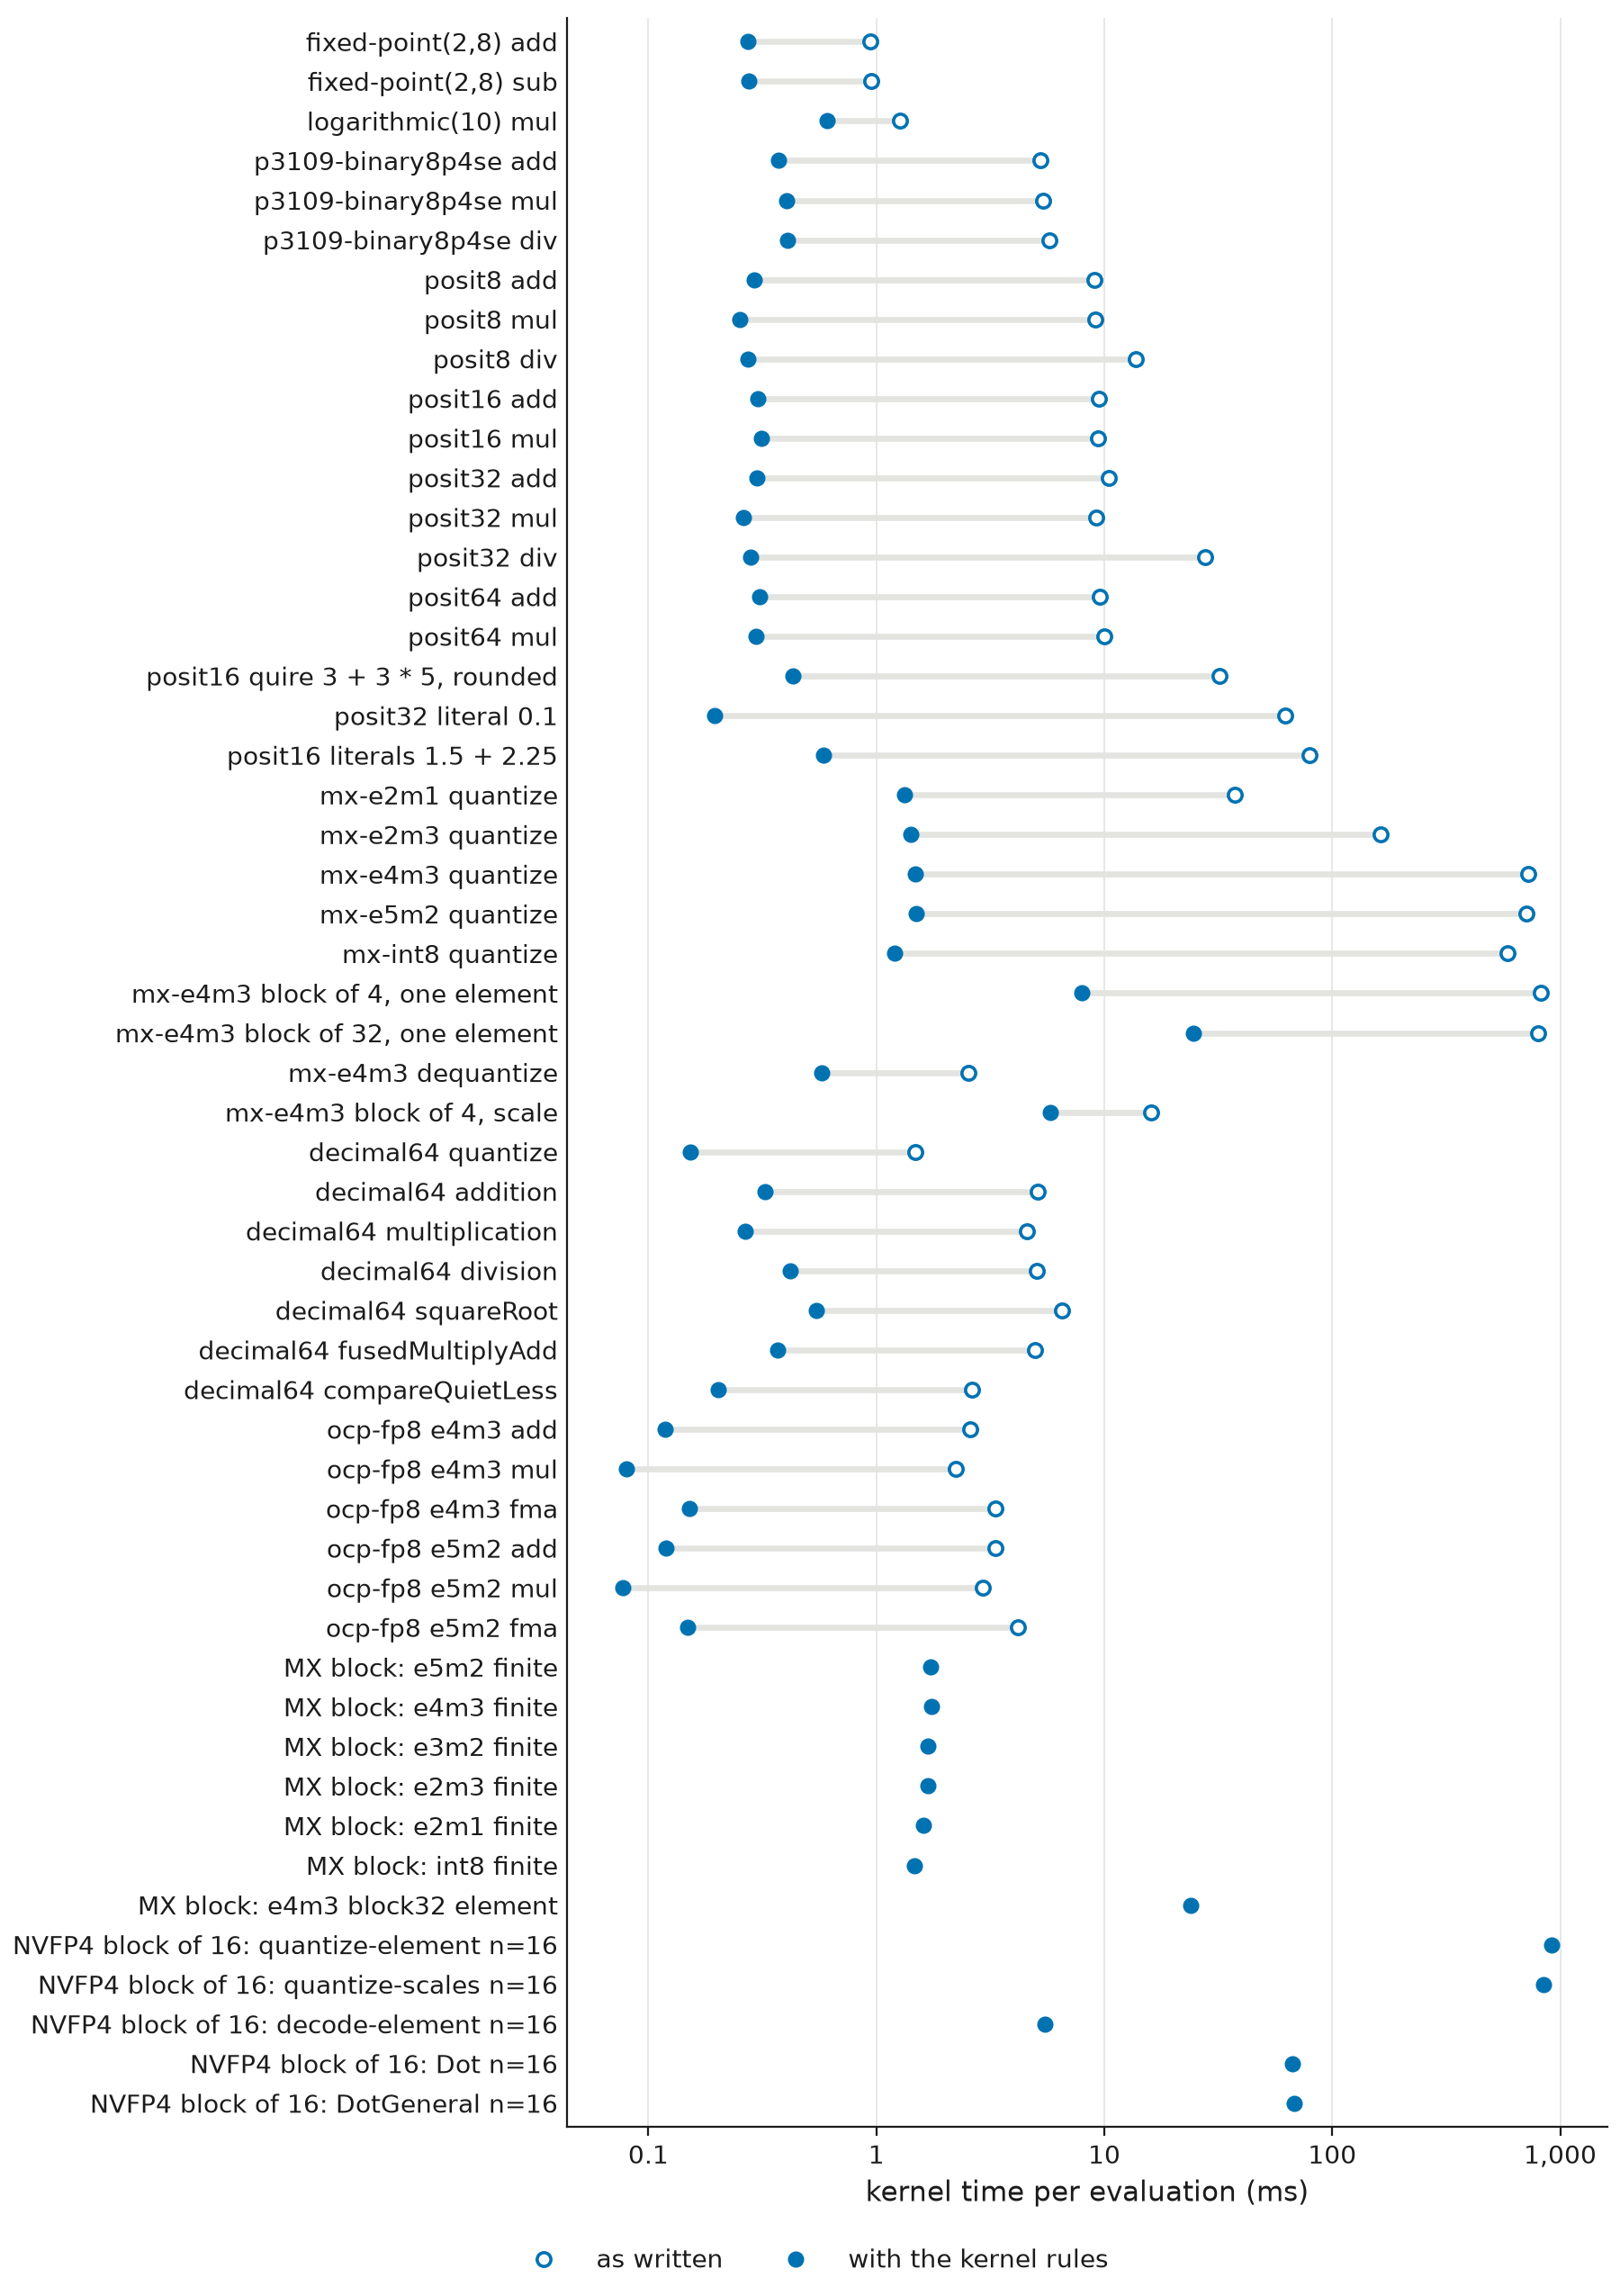 fixed-point(2,8) add
fixed-point(2,8) sub
logarithmic(10) mul
p3109-binary8p4se add
p3109-binary8p4se mul
p3109-binary8p4se div
posit8 add
posit8 mul
posit8 div
posit16 add
posit16 mul
posit32 add
posit32 mul
posit32 div
posit64 add
posit64 mul
posit16 quire 3 + 3 * 5, rounded
posit32 literal 0.1
posit16 literals 1.5 + 2.25
mx-e2m1 quantize
mx-e2m3 quantize
mx-e4m3 quantize
mx-e5m2 quantize
mx-int8 quantize
mx-e4m3 block of 4, one element
mx-e4m3 block of 32, one element
mx-e4m3 dequantize
mx-e4m3 block of 4, scale
decimal64 quantize
decimal64 addition
decimal64 multiplication
decimal64 division
decimal64 squareRoot
decimal64 fusedMultiplyAdd
decimal64 compareQuietLess
ocp-fp8 e4m3 add
ocp-fp8 e4m3 mul
ocp-fp8 e4m3 fma
ocp-fp8 e5m2 add
ocp-fp8 e5m2 mul
ocp-fp8 e5m2 fma
MX block: e5m2 finite
MX block: e4m3 finite
MX block: e3m2 finite
MX block: e2m3 finite
MX block: e2m1 finite
MX block: int8 finite
MX block: e4m3 block32 element
NVFP4 block of 16: quantize-element n=16
NVFP4 block of 16: quantize-scales n=16
NVFP4 block of 16: decode-element n=16
NVFP4 block of 16: Dot n=16
NVFP4 block of 16: DotGeneral n=16
0.1 1 10 100 1,000
kernel time per evaluation (ms)
as written with the kernel rules